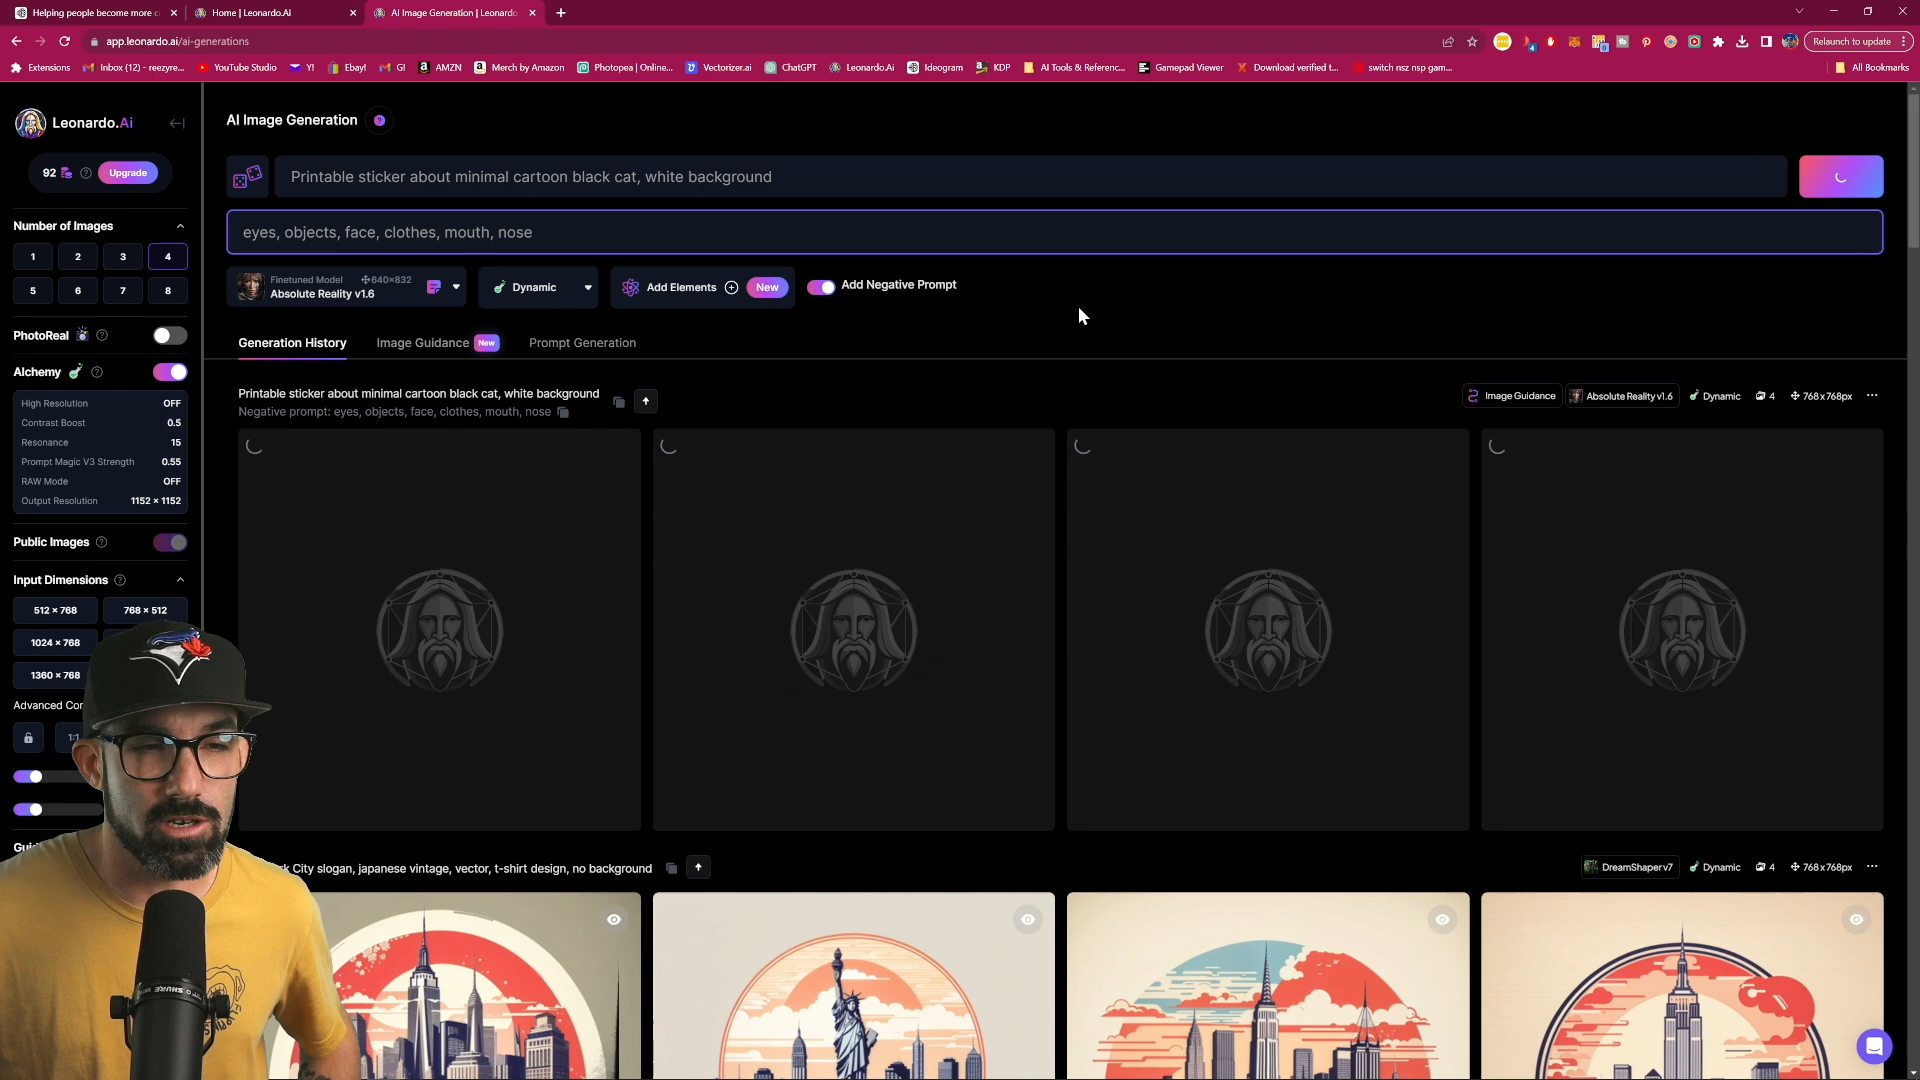 Helping people become more c
Home | Leonardo.Ai
AI Image Generation | Leonardo.
app.leonardo.ai/ai-generations
Relaunch to update
Extensions
Inbox (12) - reezyre...
YouTube Studio
Y!
Ebay!
G!
AMZN
Merch by Amazon
Photopea | Online...
Vectorizer.ai
ChatGPT
Leonardo.Ai
Ideogram
KDP
AI Tools & Referenc...
Gamepad Viewer
Download verified t...
switch nsz nsp gam...
All Bookmarks
Leonardo.Ai
92
Upgrade
Number of Images
1 2 3 4
5 6 7 8
PhotoReal
Alchemy
High Resolution OFF
Contrast Boost 0.5
Resonance 15
Prompt Magic V3 Strength 0.55
RAW Mode OFF
Output Resolution 1152 × 1152
Public Images
Input Dimensions
512 × 768 768 × 512
1024 × 768
1360 × 768
Advanced Con
1:1
AI Image Generation
Printable sticker about minimal cartoon black cat, white background
eyes, objects, face, clothes, mouth, nose
Finetuned Model 640×832
Absolute Reality v1.6
Dynamic
Add Elements New
Add Negative Prompt
Generation History
Image Guidance New
Prompt Generation
Printable sticker about minimal cartoon black cat, white background
Negative prompt: eyes, objects, face, clothes, mouth, nose
Image Guidance
Absolute Reality v1.6
Dynamic
4
768x768px
City slogan, japanese vintage, vector, t-shirt design, no background
DreamShaper v7
Dynamic
4
768x768px
SHURE